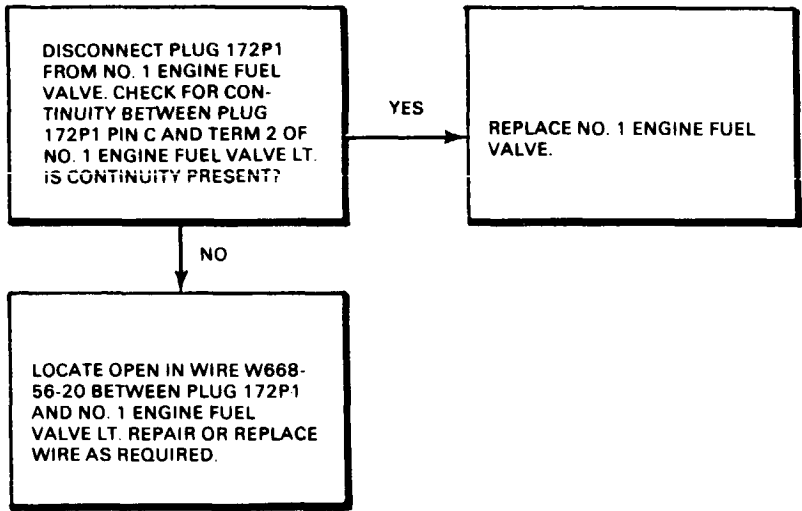 DISCONNECT PLUG 172P1
FROM NO. 1 ENGINE FUEL
VALVE. CHECK FOR CON-
TINUITY BETWEEN PLUG
172P1 PIN C AND TERM 2 OF
NO. 1 ENGINE FUEL VALVE LT.
IS CONTINUITY PRESENT?
YES
REPLACE NO. 1 ENGINE FUEL
VALVE.
NO
LOCATE OPEN IN WIRE W668-
56-20 BETWEEN PLUG 172P1
AND NO. 1 ENGINE FUEL
VALVE LT. REPAIR OR REPLACE
WIRE AS REQUIRED.